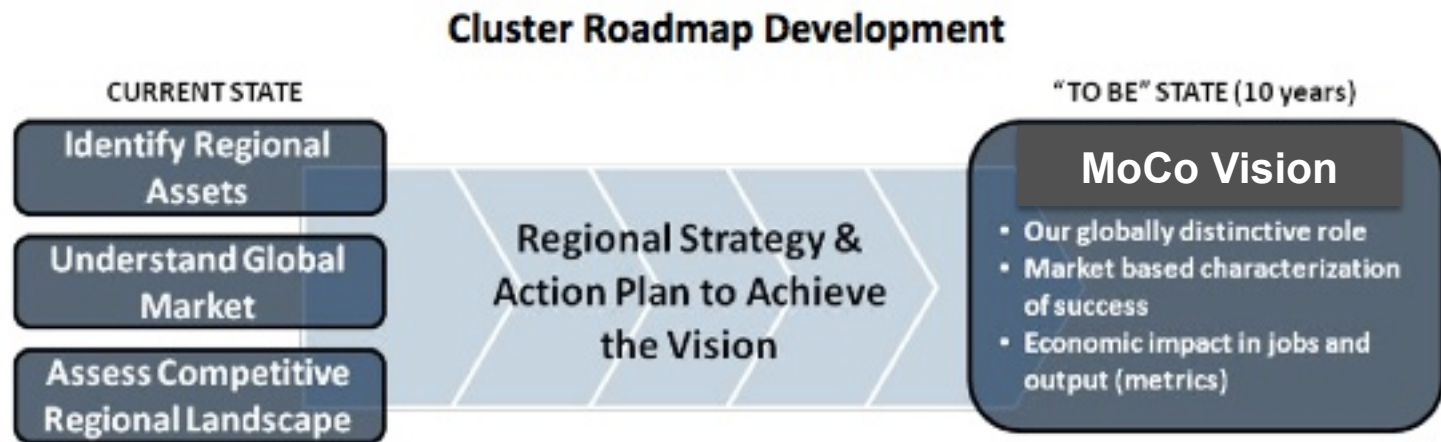 Cluster Roadmap Development
CURRENT STATE
Identify Regional
Assets
Understand Global
Market
Assess Competitive
Regional Landscape
Regional Strategy &
Action Plan to Achieve
the Vision
"TO BE" STATE (10 years)
MoCo Vision
• Our globally distinctive role
• Market based characterization
of success
• Economic impact in jobs and
output (metrics)